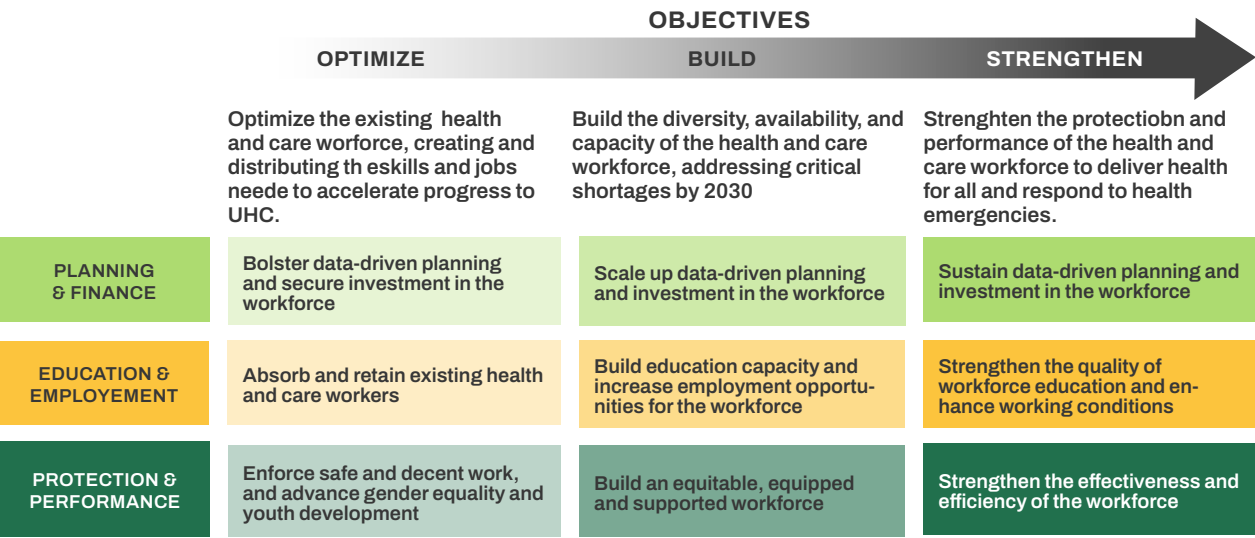 OBJECTIVES
OPTIMIZE
BUILD
STRENGTHEN
Optimize the existing health
and care worforce, creating and
distributing th eskills and jobs
neede to accelerate progress to
UHC.
Build the diversity, availability, and
capacity of the health and care
workforce, addressing critical
shortages by 2030
Strenghten the protectiobn and
performance of the health and
care workforce to deliver health
for all and respond to health
emergencies.
PLANNING
& FINANCE
Bolster data-driven planning
and secure investment in the
workforce
Scale up data-driven planning
and investment in the workforce
Sustain data-driven planning and
investment in the workforce
EDUCATION &
EMPLOYEMENT
Absorb and retain existing health
and care workers
Build education capacity and
increase employment opportu-
nities for the workforce
Strengthen the quality of
workforce education and en-
hance working conditions
PROTECTION &
PERFORMANCE
Enforce safe and decent work,
and advance gender equality and
youth development
Build an equitable, equipped
and supported workforce
Strengthen the effectiveness and
efficiency of the workforce